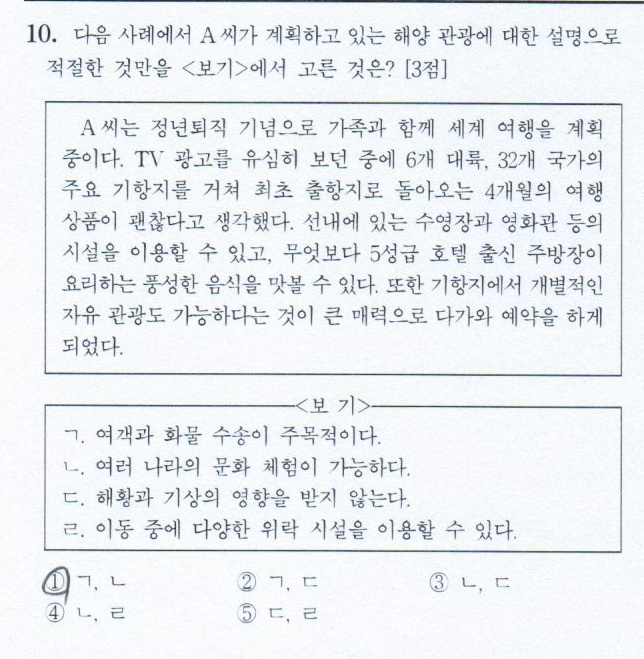 10. 다음 사례에서 A 씨가 계획하고 있는 해양 관광에 대한 설명으로
적절한 것만을 <보기>에서 고른 것은? [3점]
A 씨는 정년퇴직 기념으로 가족과 함께 세계 여행을 계획
중이다. TV 광고를 유심히 보던 중에 6개 대륙, 32개 국가의
주요 기항지를 거쳐 최초 출항지로 돌아오는 4개월의 여행
상품이 괜찮다고 생각했다. 선내에 있는 수영장과 영화관 등의
시설을 이용할 수 있고, 무엇보다 5성급 호텔 출신 주방장이
요리하는 풍성한 음식을 맛볼 수 있다. 또한 기항지에서 개별적인
자유 관광도 가능하다는 것이 큰 매력으로 다가와 예약을 하게
되었다.
<보 기>
ㄱ. 여객과 화물 수송이 주목적이다.
ㄴ. 여러 나라의 문화 체험이 가능하다.
ㄷ. 해황과 기상의 영향을 받지 않는다.
ㄹ. 이동 중에 다양한 위락 시설을 이용할 수 있다.
① ㄱ, ㄴ ② ㄱ, ㄷ ③ ㄴ, ㄷ
④ ㄴ, ㄹ ⑤ ㄷ, ㄹ